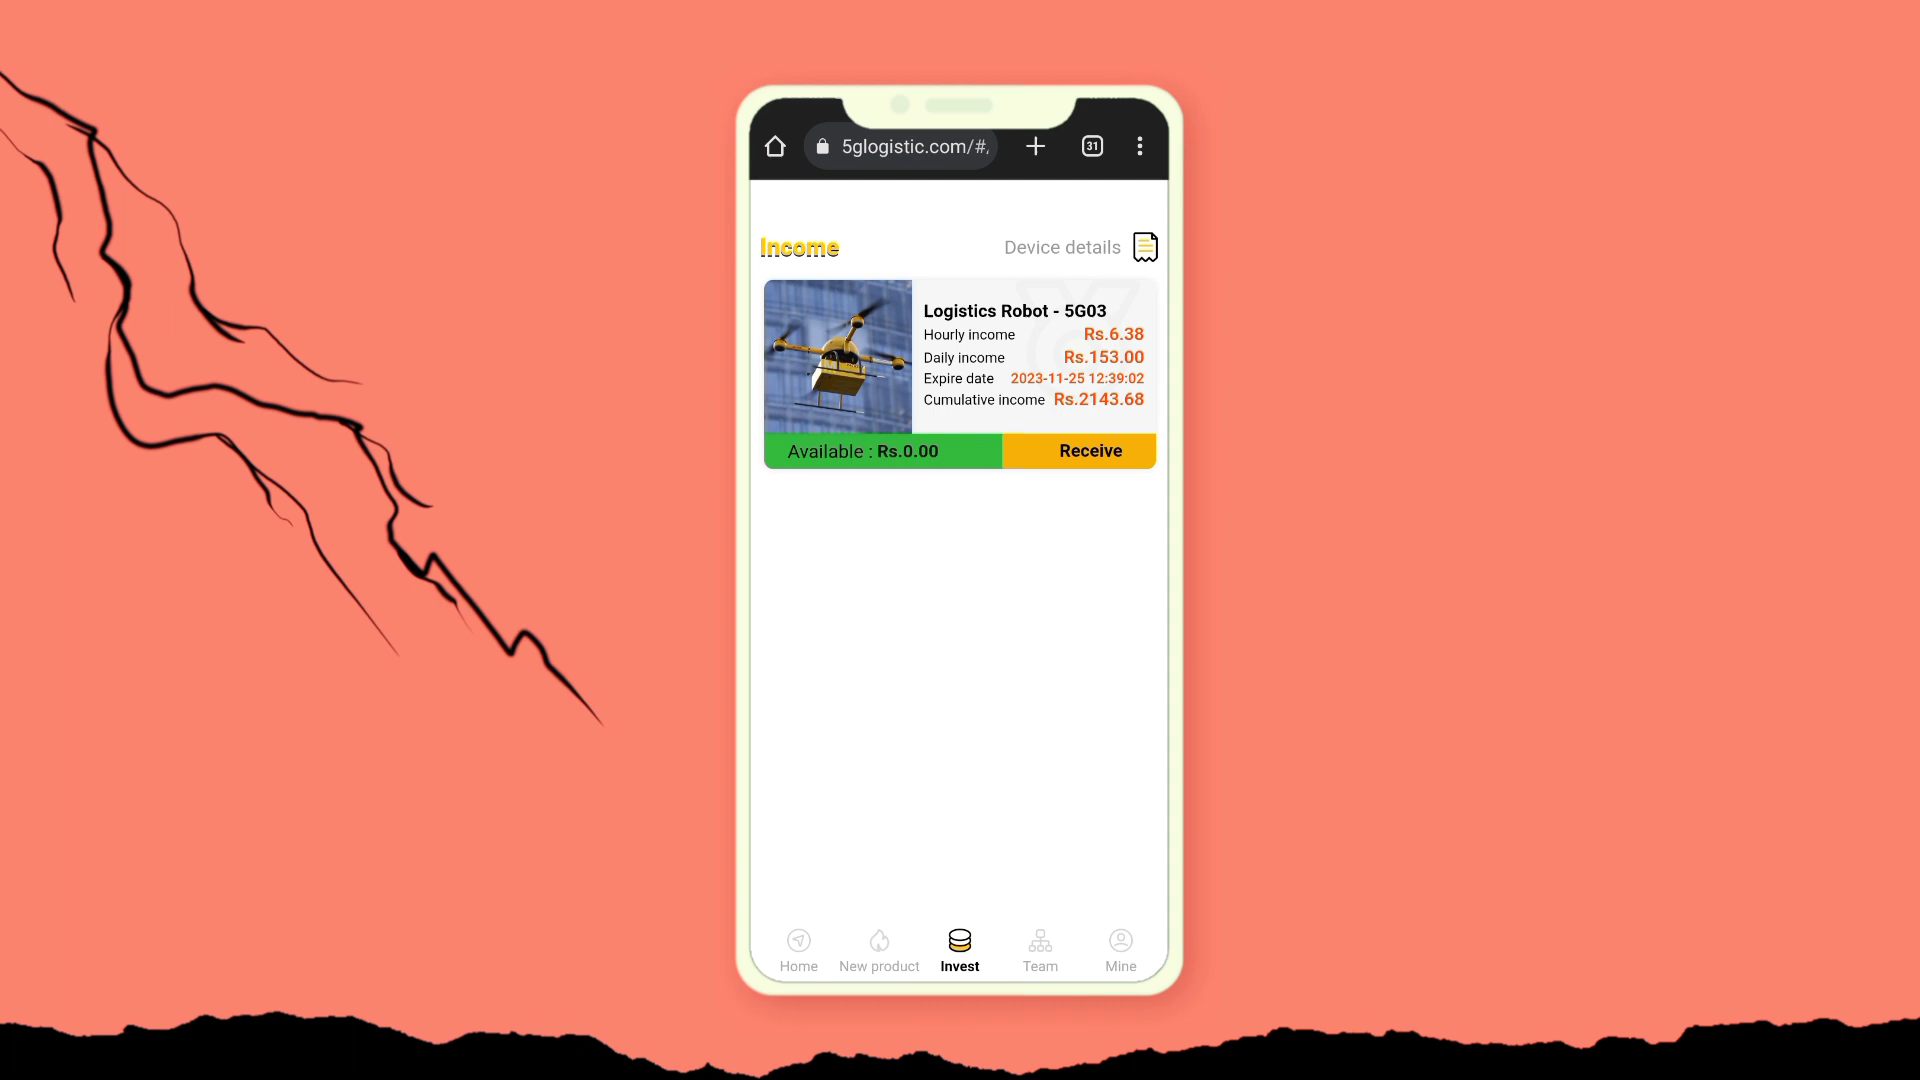 5glogistic.com/#
31
Income
Device details
Logistics Robot - 5G03
Hourly income Rs.6.38
Daily income Rs.153.00
Expire date 2023-11-25 12:39:02
Cumulative income Rs.2143.68
Available : Rs.0.00 Receive
Home New product Invest Team Mine